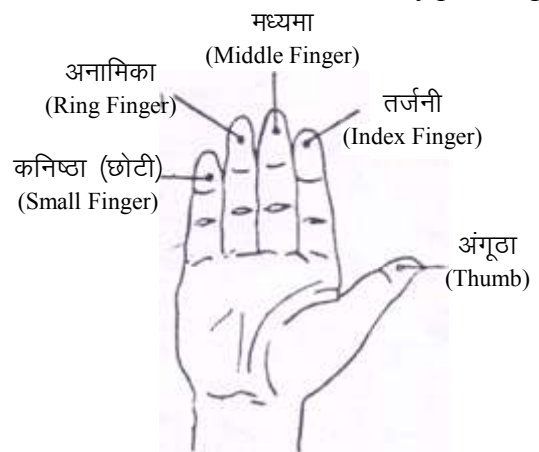 मध्यमा
(Middle Finger)
अनामिका
(Ring Finger)
तर्जनी
(Index Finger)
कनिष्ठा (छोटी)
(Small Finger)
अंगूठा
(Thumb)